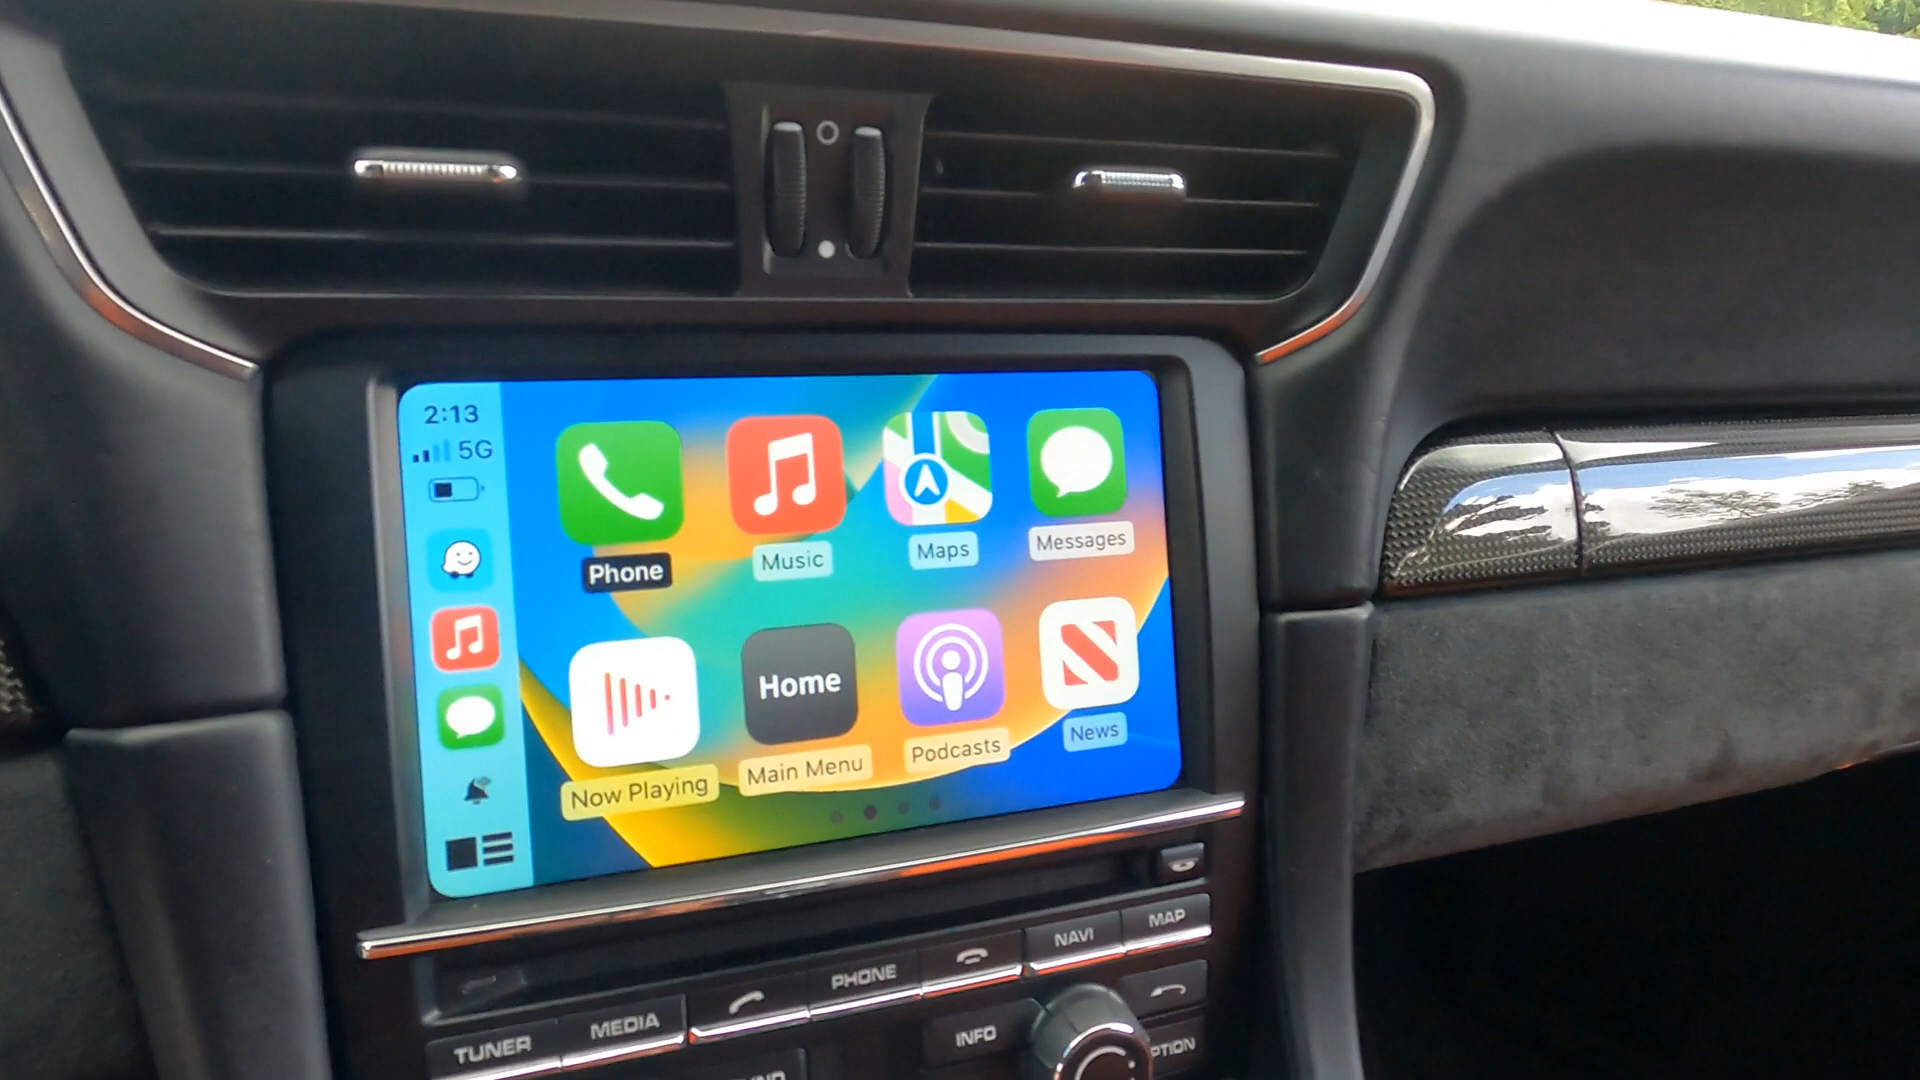 2:13
5G
Phone
Music
Maps
Messages
Home
Now Playing
Main Menu
Podcasts
News
TUNER
MEDIA
PHONE
NAVI
MAP
INFO